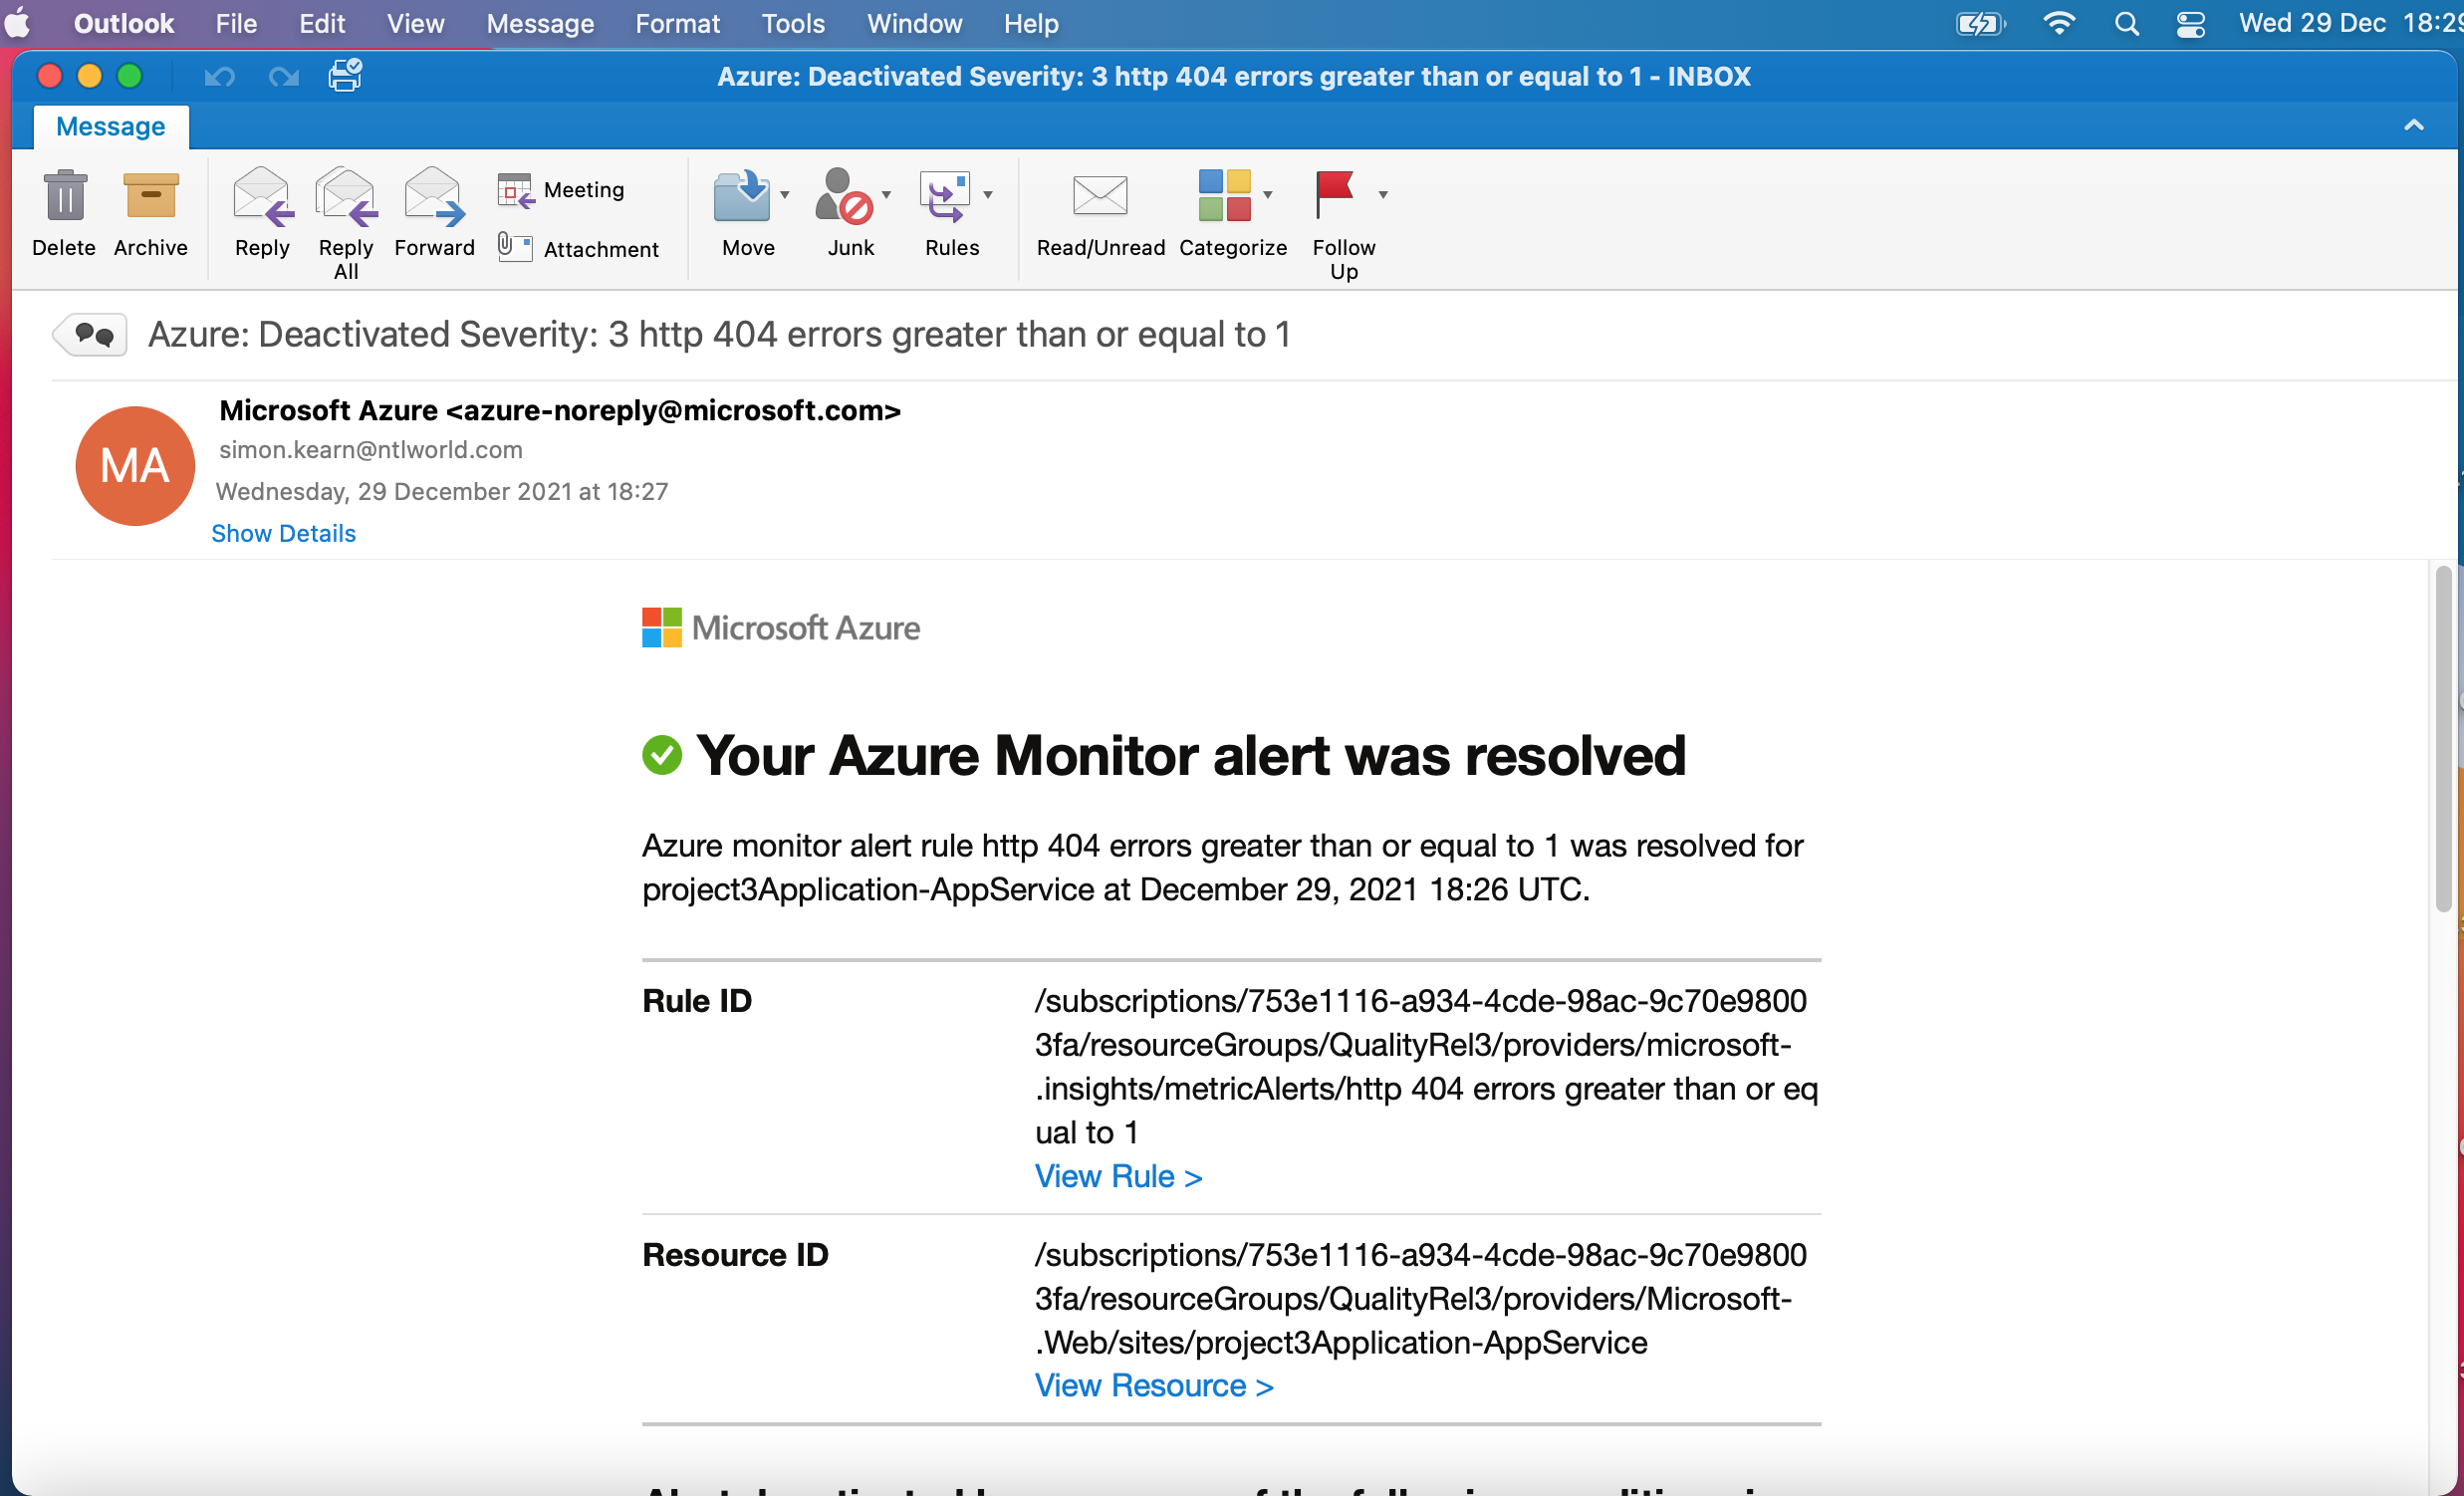 Outlook File Edit View Message Format Tools Window Help Wed 29 Dec
Azure: Deactivated Severity: 3 http 404 errors greater than or equal to 1 - INBOX
Message
Delete Archive Reply Reply All Forward Meeting Attachment Move Junk Rules Read/Unread Categorize Follow Up
Azure: Deactivated Severity: 3 http 404 errors greater than or equal to 1
MA
Microsoft Azure <azure-noreply@microsoft.com>
simon.kearn@ntlworld.com
Wednesday, 29 December 2021 at 18:27
Show Details
Microsoft Azure
Your Azure Monitor alert was resolved
Azure monitor alert rule http 404 errors greater than or equal to 1 was resolved for
project3Application-AppService at December 29, 2021 18:26 UTC.
Rule ID /subscriptions/753e1116-a934-4cde-98ac-9c70e9800
3fa/resourceGroups/QualityRel3/providers/microsoft-
.insights/metricAlerts/http 404 errors greater than or eq
ual to 1
View Rule >
Resource ID /subscriptions/753e1116-a934-4cde-98ac-9c70e9800
3fa/resourceGroups/QualityRel3/providers/Microsoft-
.Web/sites/project3Application-AppService
View Resource >